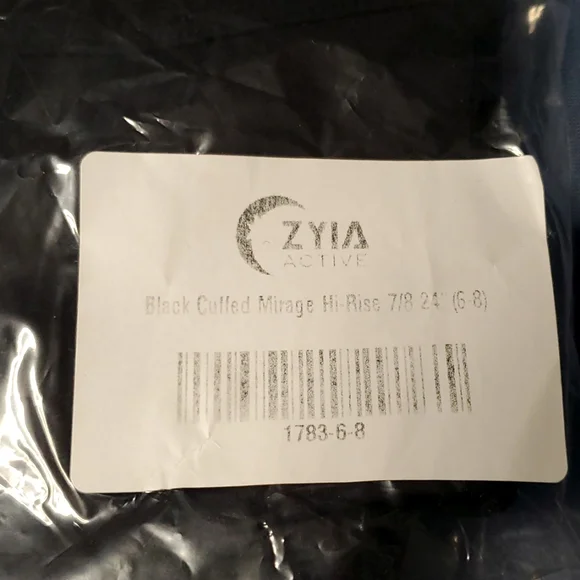 ZYIA
ACTIVE
Black Cuffed Mirage Hi-Rise 7/8 24" (6-8)
1783-6-8